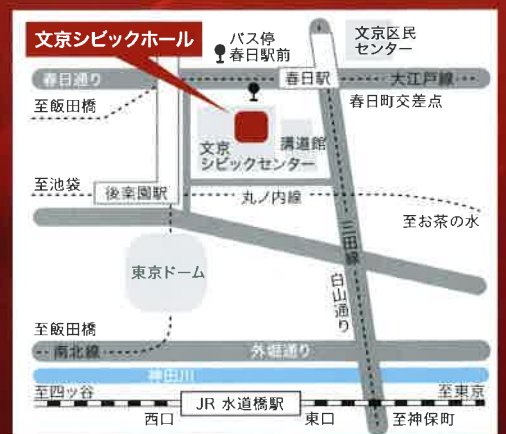 文京シビックホール
バス停
春日駅前
文京区民
センター
春日通り
春日駅
大江戸線
至飯田橋
春日町交差点
文京
シビックセンター
講道館
至池袋
後楽園駅
丸ノ内線
至お茶の水
三田線
白山通り
東京ドーム
至飯田橋
南北線
外堀通り
神田川
至四ツ谷
至東京
JR 水道橋駅
西口
東口
至神保町